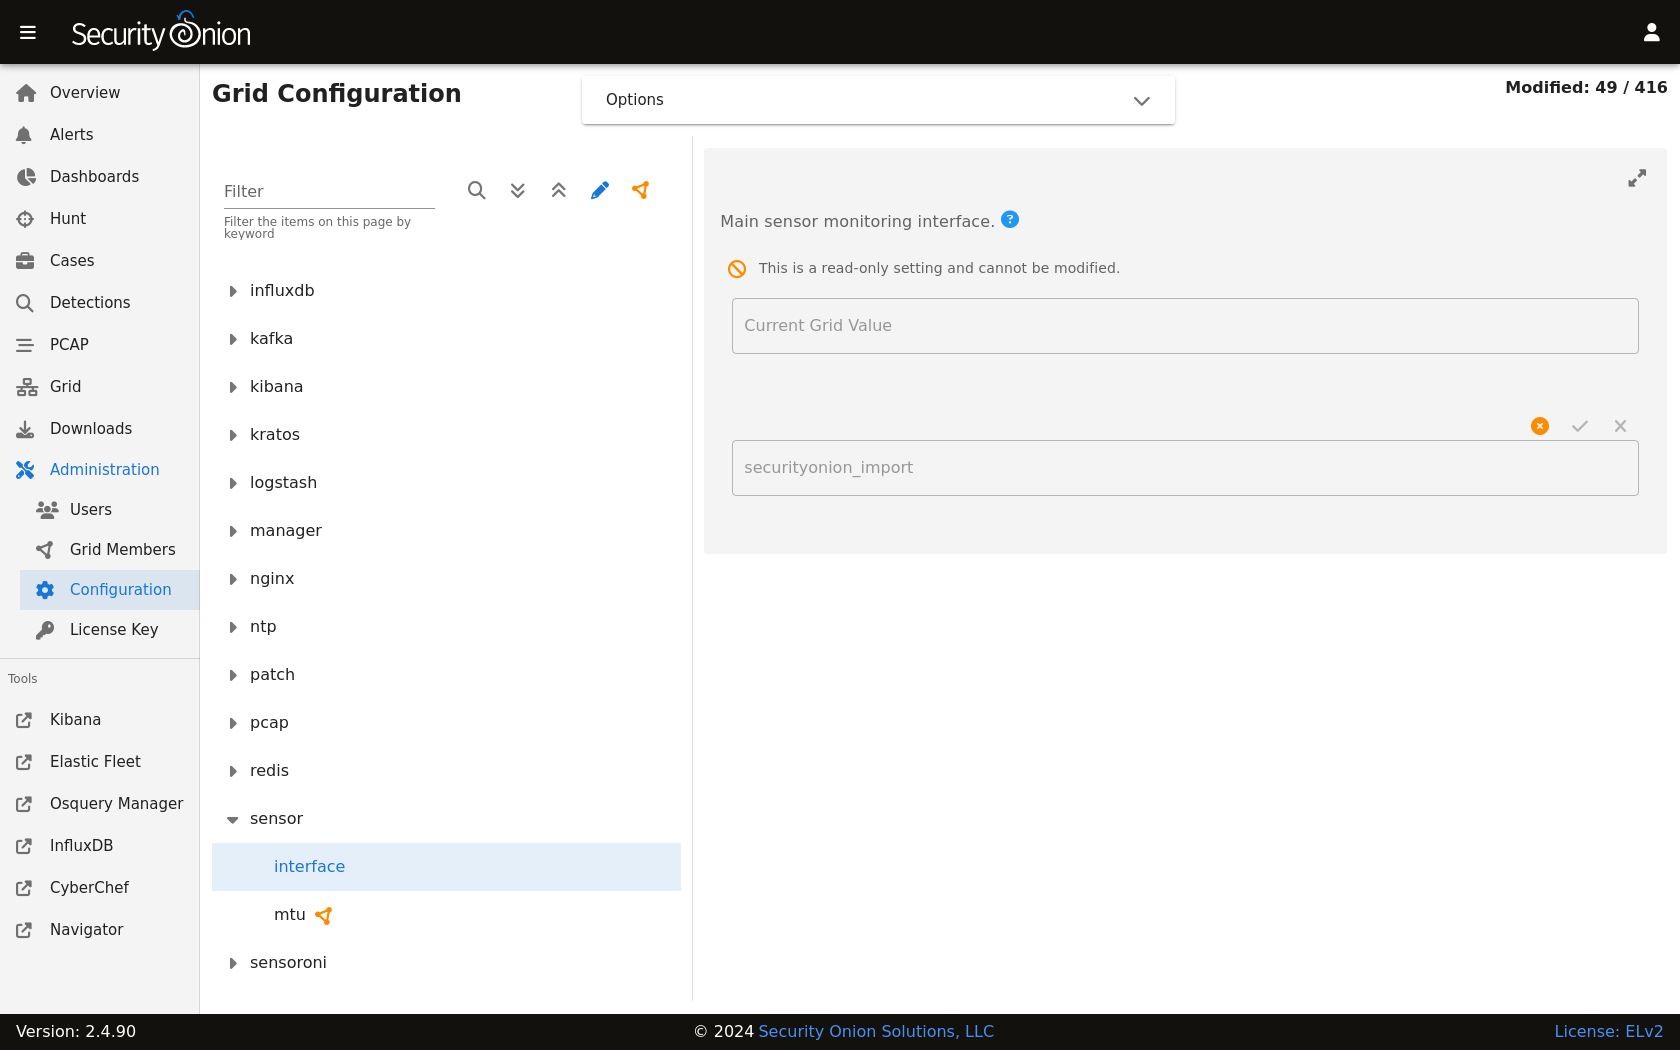 Security Onion
Overview
Alerts
Dashboards
Hunt
Cases
Detections
PCAP
Grid
Downloads
Administration
Users
Grid Members
Configuration
License Key
Tools
Kibana
Elastic Fleet
Osquery Manager
InfluxDB
CyberChef
Navigator
Grid Configuration
Options
Modified: 49 / 416
Filter
Filter the items on this page by
keyword
influxdb
kafka
kibana
kratos
logstash
manager
nginx
ntp
patch
pcap
redis
sensor
interface
mtu
sensoroni
Main sensor monitoring interface. ?
This is a read-only setting and cannot be modified.
Current Grid Value
securityonion_import
Version: 2.4.90
© 2024 Security Onion Solutions, LLC
License: ELv2